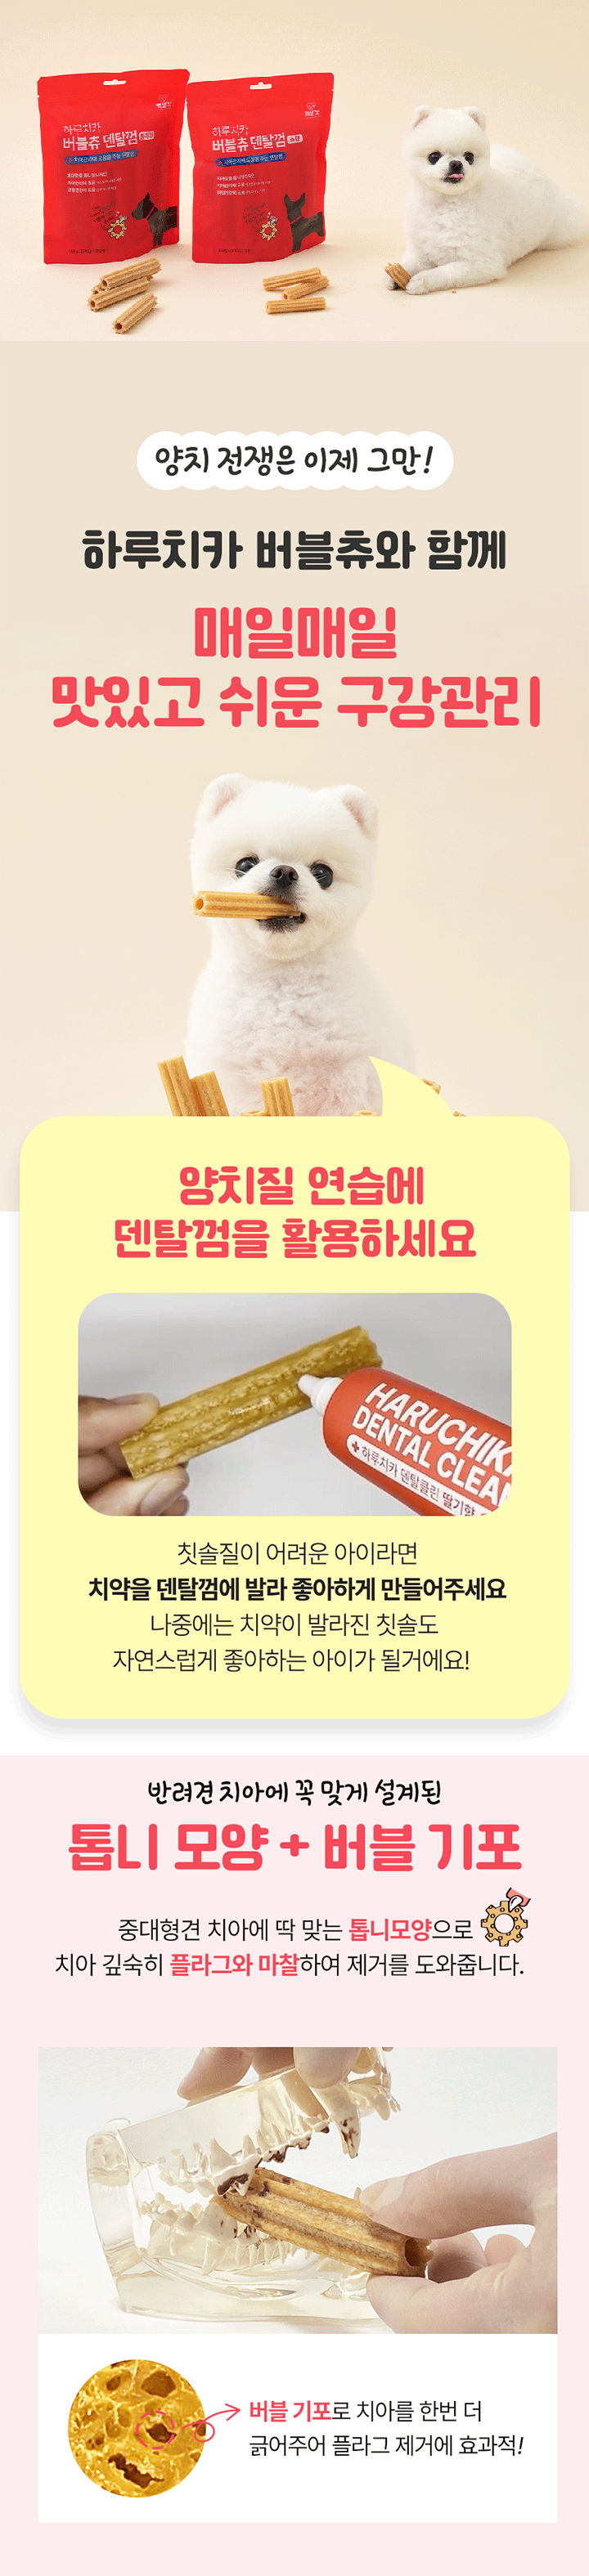 하루치카
버블츄 덴탈껌
하루치카
버블츄 덴탈껌
양치 전쟁은 이제 그만!
하루치카 버블츄와 함께
매일매일
맛있고 쉬운 구강관리
양치질 연습에
덴탈껌을 활용하세요
HARUCHIK
DENTAL CLEA
하루치카 덴탈클린 딸기향
칫솔질이 어려운 아이라면
치약을 덴탈껌에 발라 좋아하게 만들어주세요
나중에는 치약이 발라진 칫솔도
자연스럽게 좋아하는 아이가 될거에요!
반려견 치아에 꼭 맞게 설계된
톱니 모양 + 버블 기포
중대형견 치아에 딱 맞는 톱니모양으로
치아 깊숙히 플라그와 마찰하여 제거를 도와줍니다.
버블 기포로 치아를 한번 더
긁어주어 플라그 제거에 효과적!